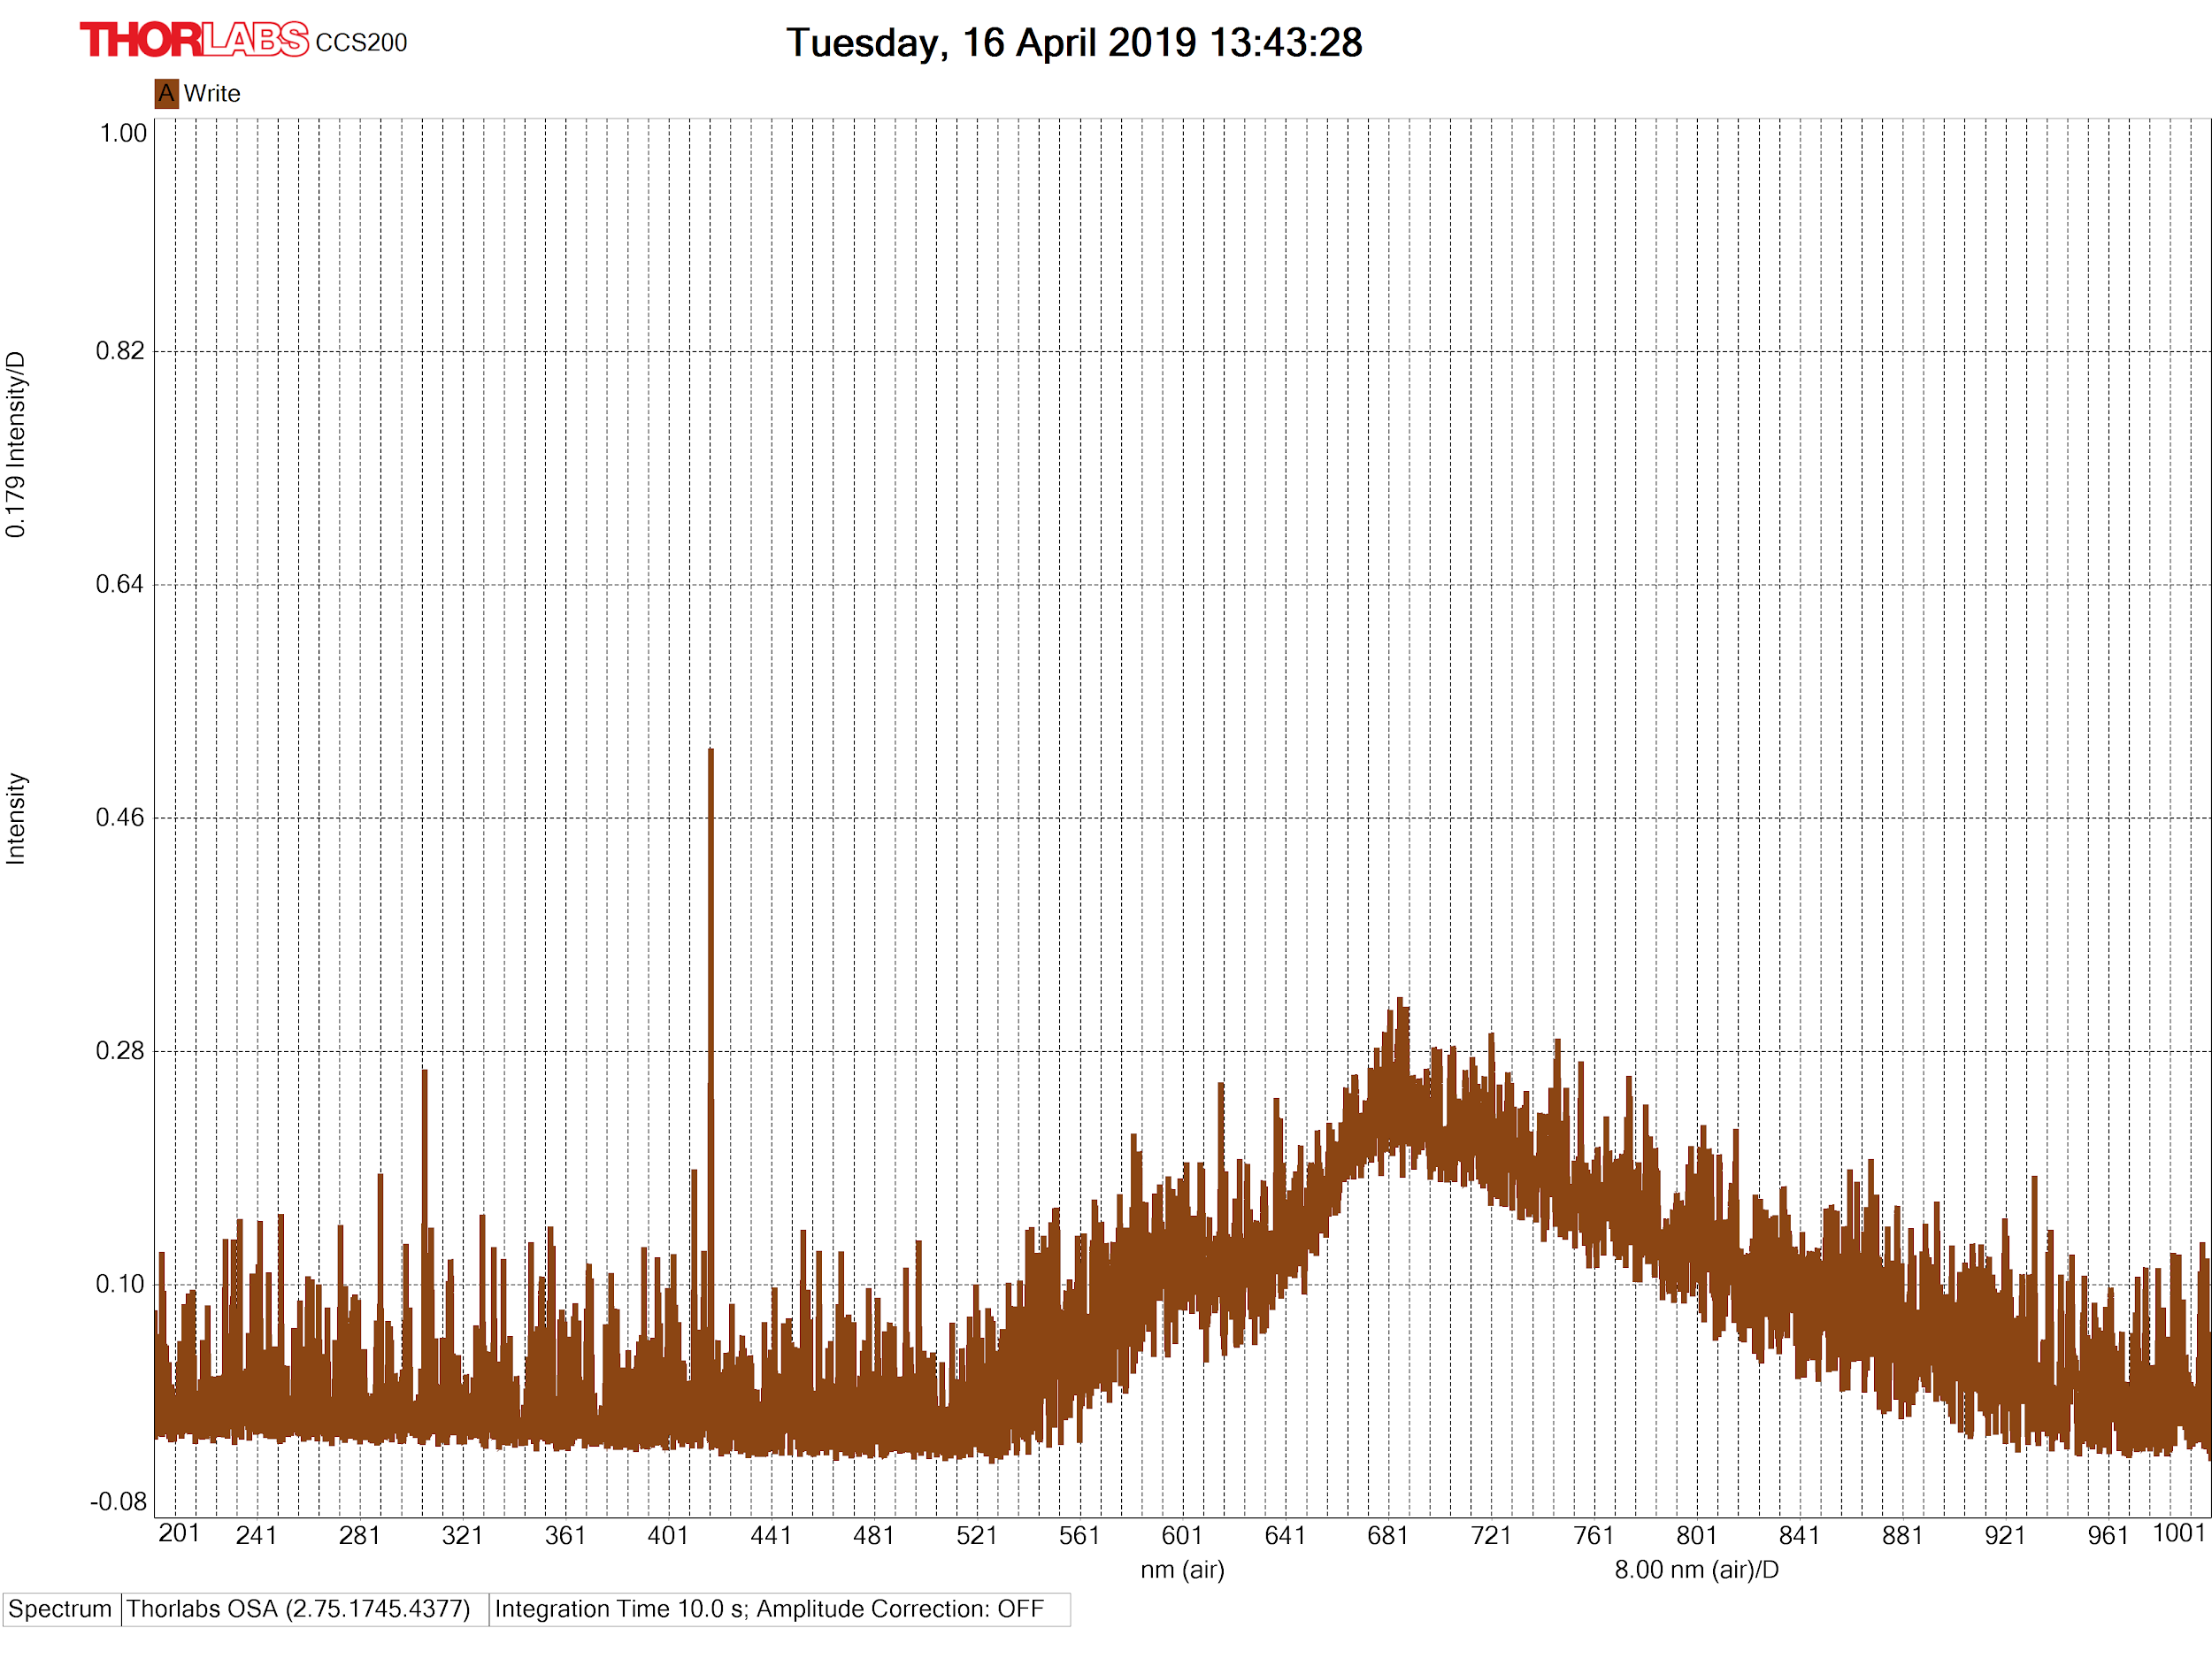 THORLABS CCS200
Tuesday, 16 April 2019 13:43:28
A Write
1.00
0.82
0.64
0.46
0.28
0.10
-0.08
0.179 Intensity/D
Intensity
201 241 281 321 361 401 441 481 521 561 601 641 681 721 761 801 841 881 921 961 1001
nm (air) 8.00 nm (air)/D
Spectrum Thorlabs OSA (2.75.1745.4377) Integration Time 10.0 s; Amplitude Correction: OFF